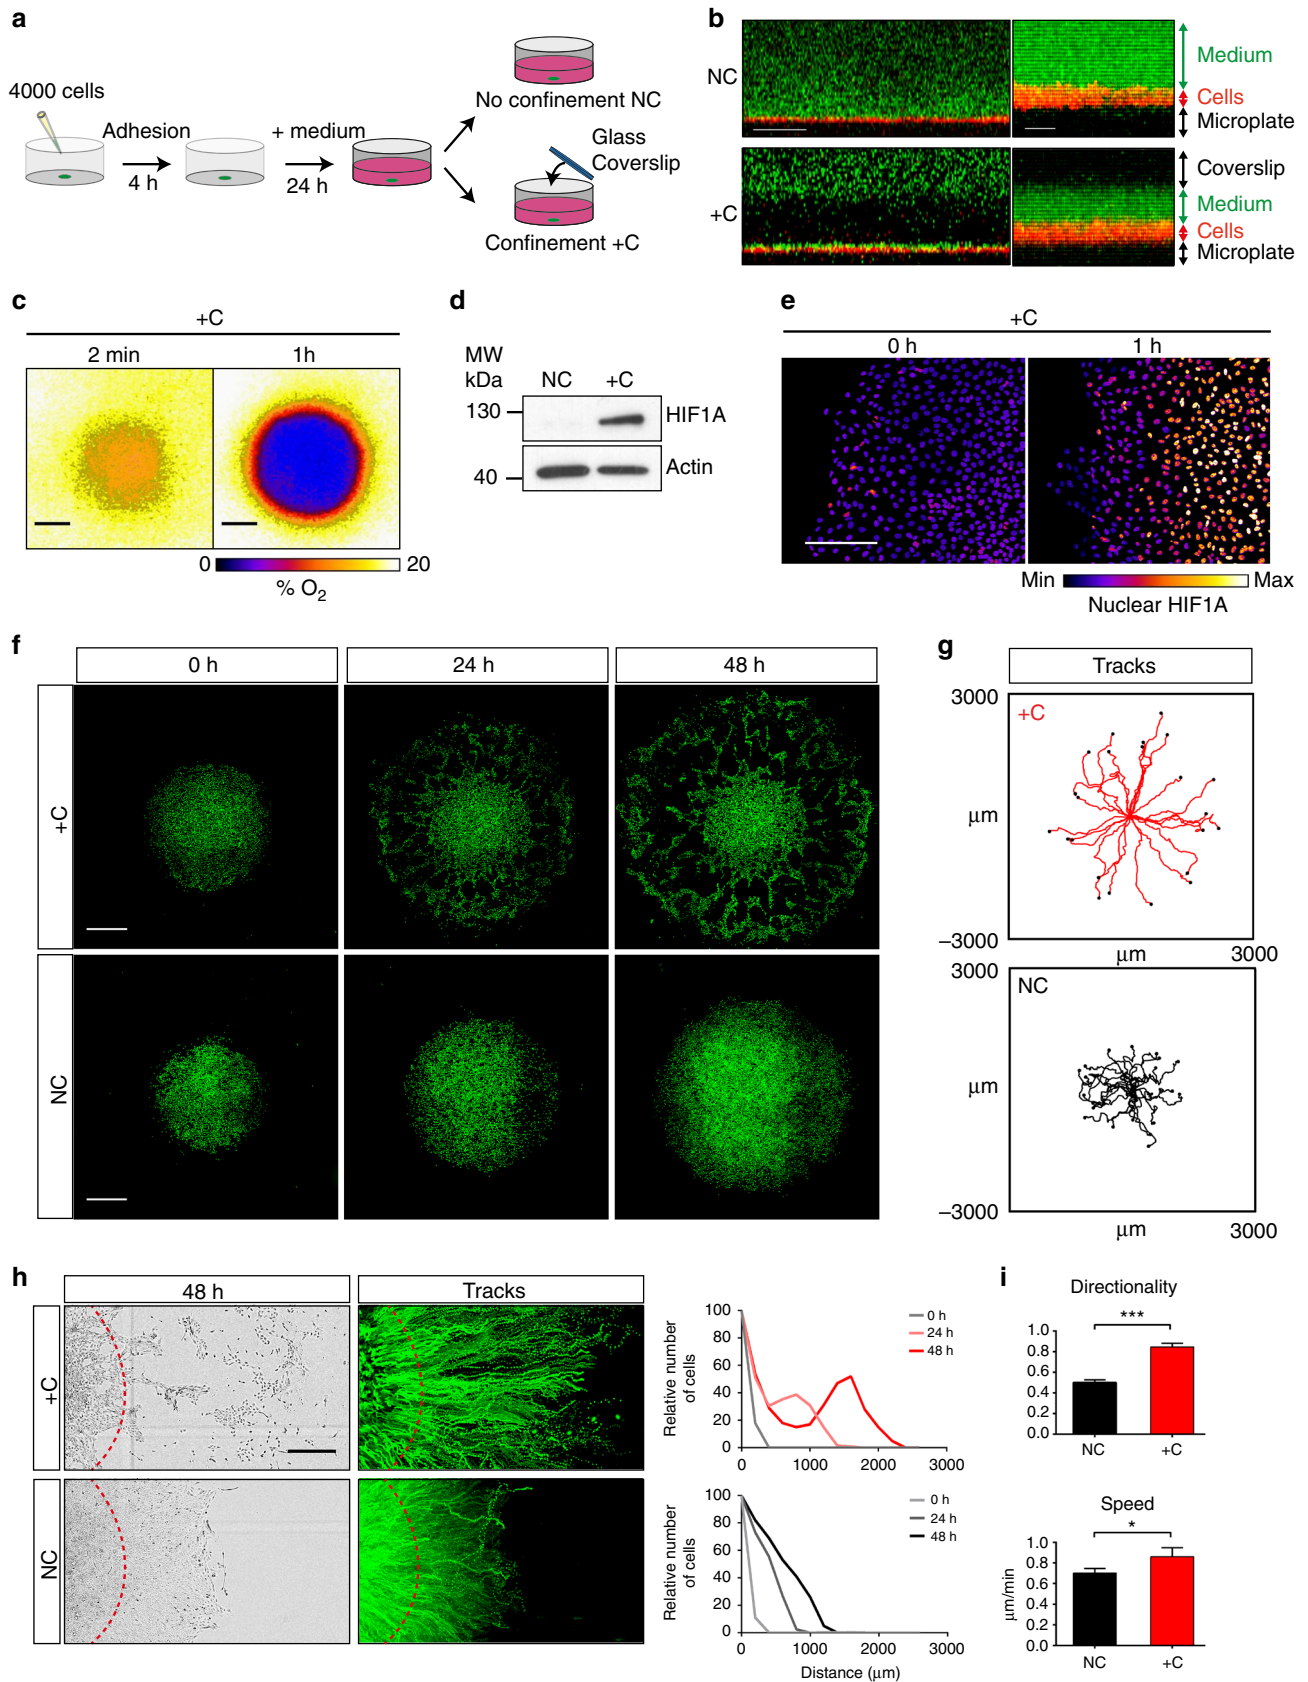 a
4000 cells
Adhesion
4 h
+ medium
24 h
No confinement NC
Glass
Coverslip
Confinement +C
b
NC
Medium
Cells
Microplate
+C
Coverslip
Medium
Cells
Microplate
c
+C
2 min
1h
0
20
% O2
d
MW
kDa
NC
+C
130
HIF1A
40
Actin
e
+C
0 h
1 h
Min
Max
Nuclear HIF1A
f
0 h
24 h
48 h
+C
NC
g
Tracks
3000
+C
μm
–3000
μm
3000
3000
NC
μm
–3000
μm
3000
h
48 h
Tracks
+C
NC
Relative number
of cells
100
80
60
40
20
0
0 h
24 h
48 h
0
1000
2000
3000
Relative number
of cells
100
80
60
40
20
0
0 h
24 h
48 h
0
1000
2000
3000
Distance (μm)
i
Directionality
***
1.0
0.8
0.6
0.4
0.2
0.0
NC
+C
Speed
*
μm/min
1.0
0.8
0.6
0.4
0.2
0.0
NC
+C